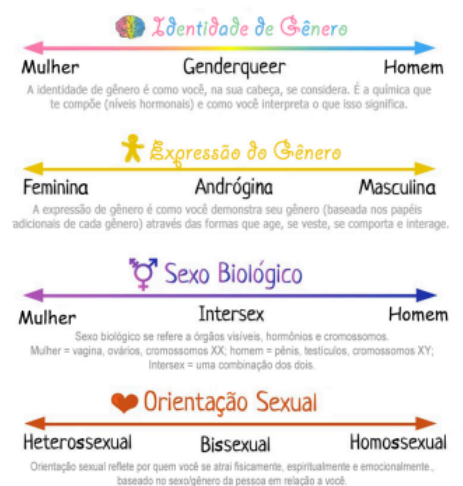 Identidade de Gênero
Mulher Genderqueer Homem
A identidade de gênero é como você, na sua cabeça, se considera. É a química que
te compõe (níveis hormonais) e como você interpreta o que isso significa.
Expressão do Gênero
Feminina Andrógina Masculina
A expressão de gênero é como você demonstra seu gênero (baseada nos papéis
adicionais de cada gênero) através das formas que age, se veste, se comporta e interage.
Sexo Biológico
Mulher Intersex Homem
Sexo biológico se refere a órgãos visíveis, hormônios e cromossomos.
Mulher = vagina, ovários, cromossomos XX; homem = pênis, testículos, cromossomos XY;
Intersex = uma combinação dos dois.
Orientação Sexual
Heterossexual Bissexual Homossexual
Orientação sexual reflete por quem você se atrai fisicamente, espiritualmente e emocionalmente.,
baseado no sexo/gênero da pessoa em relação a você.